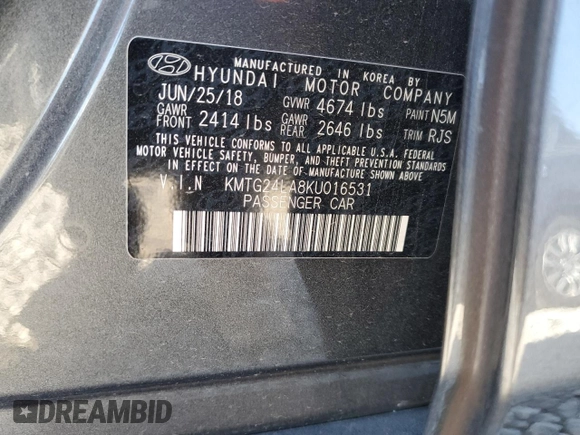 MANUFACTURED IN KOREA BY
HYUNDAI MOTOR COMPANY
JUN/25/18 GVWR 4674 lbs PAINT N5M
GAWR FRONT 2414 lbs GAWR REAR 2646 lbs TRIM RJS
THIS VEHICLE CONFORMS TO ALL APPLICABLE U.S.A. FEDERAL
MOTOR VEHICLE SAFETY, BUMPER, AND THEFT PREVENTION STANDARDS
IN EFFECT ON THE DATE OF MANUFACTURE SHOWN ABOVE
V.I.N KMTG24LA8KU016531
PASSENGER CAR
DREAMBID